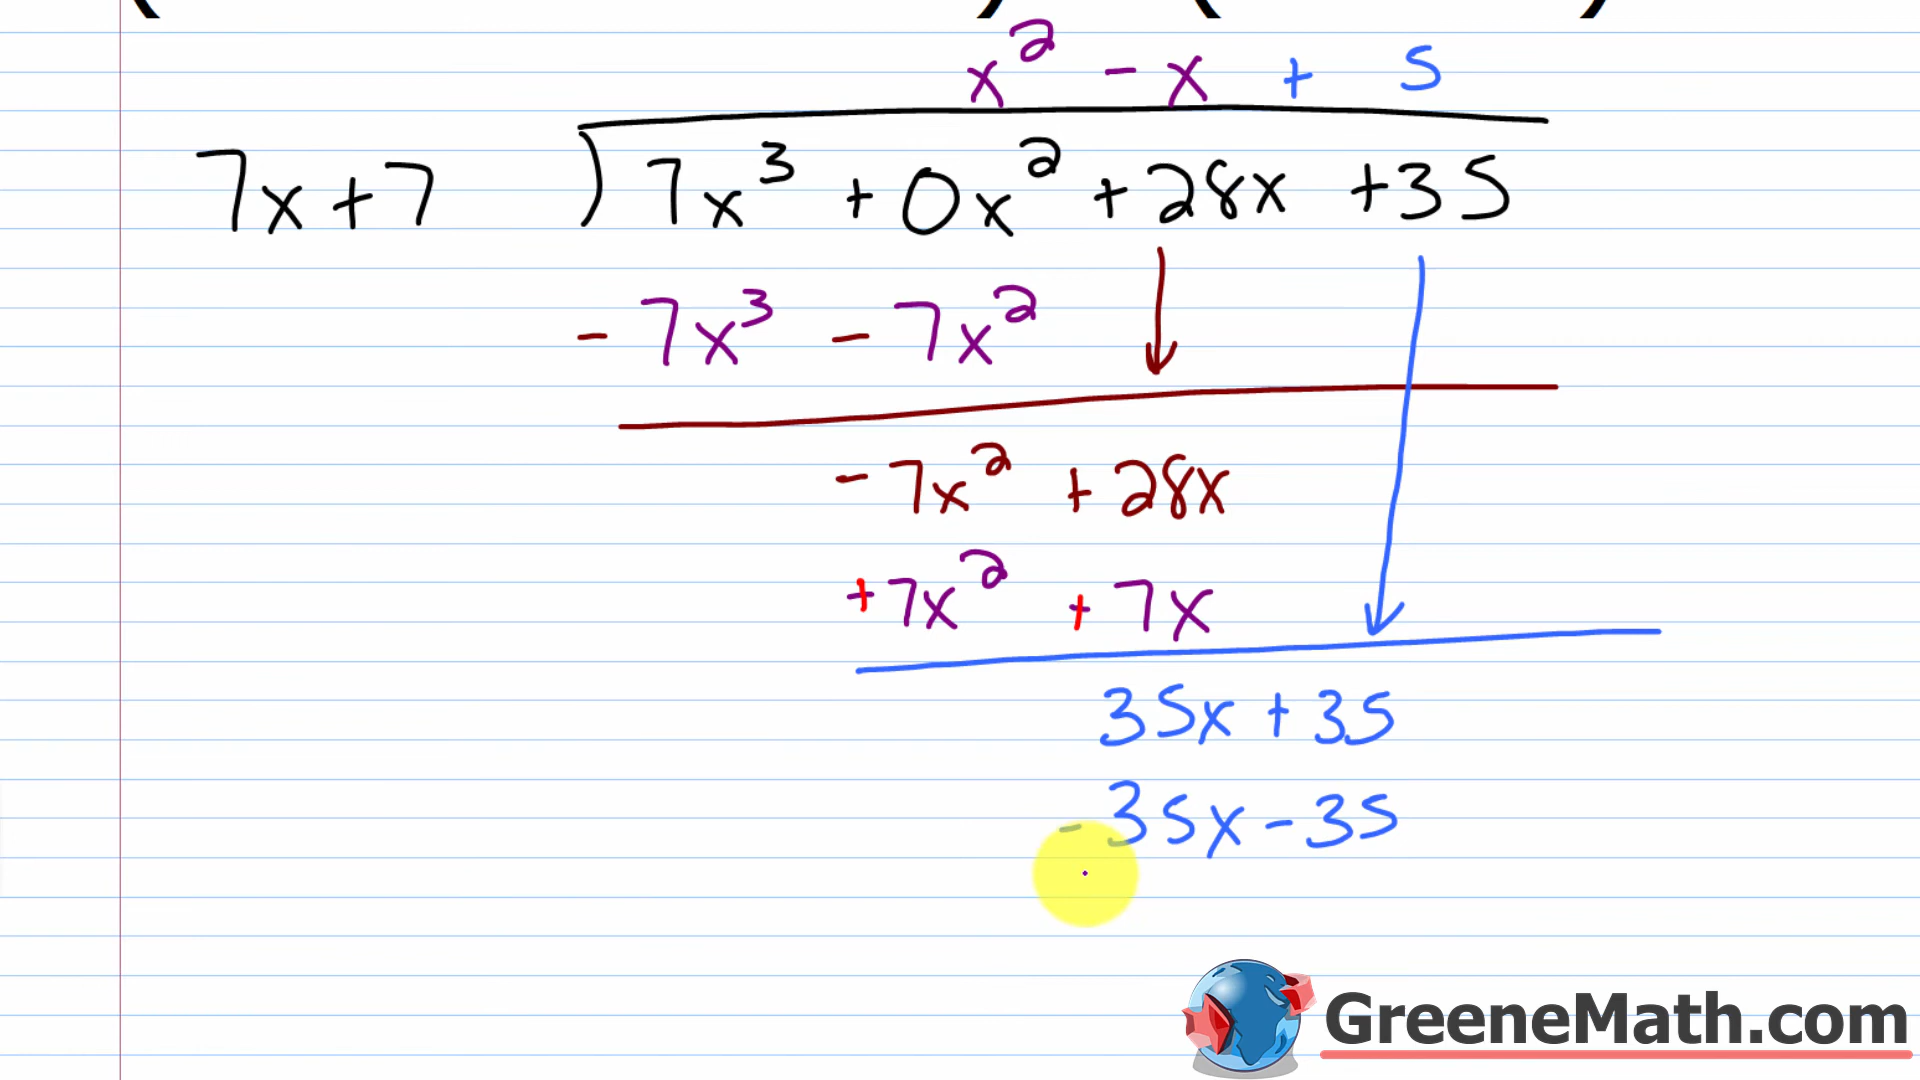 x² - x + 5
7x+7 ) 7x³ +0x² +28x +35
- 7x³ - 7x²
-7x² +28x
+7x² +7x
35x+35
-35x-35
GreeneMath.com